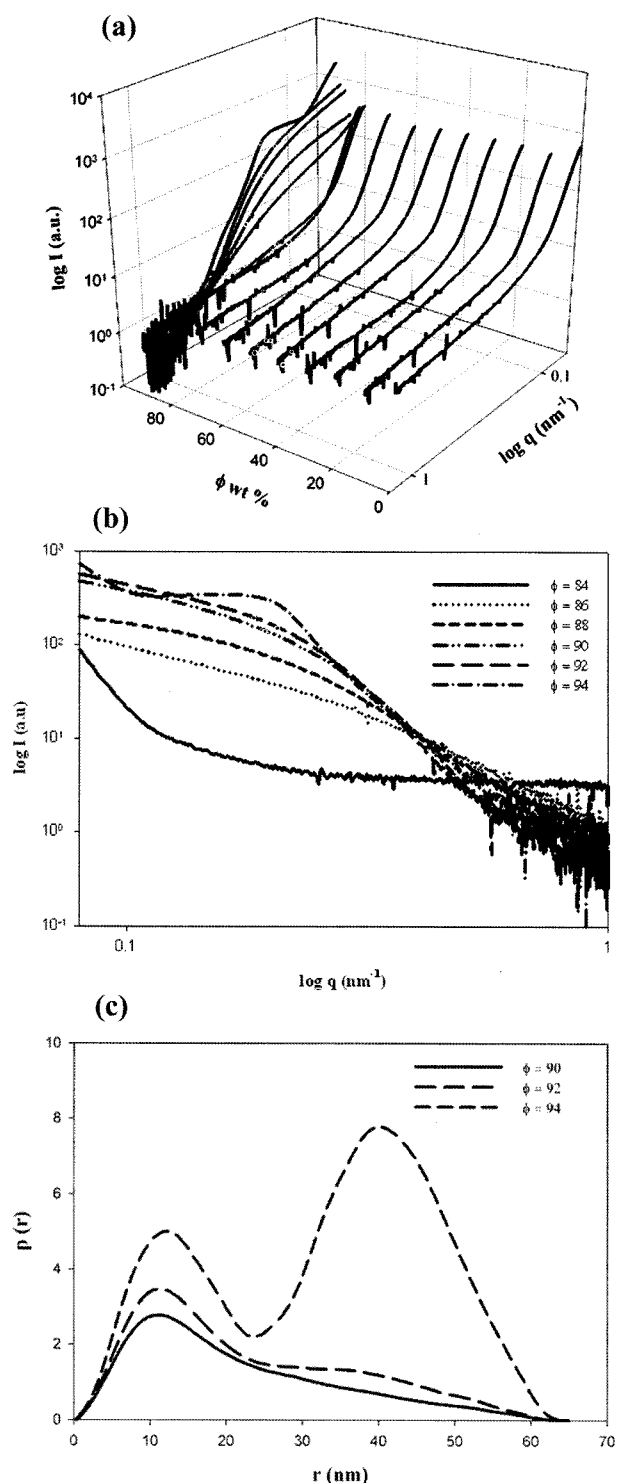 (a)
10⁴
10³
10²
10¹
10⁰
10⁻¹
log I (a.u.)
80
60
40
20
0
ϕ wt %
0.1
1
log q (nm⁻¹)
(b)
10³
10²
10¹
10⁰
10⁻¹
log I (a.u)
ϕ = 84
ϕ = 86
ϕ = 88
ϕ = 90
ϕ = 92
ϕ = 94
0.1
1
log q (nm⁻¹)
(c)
10
8
6
4
2
0
p (r)
ϕ = 90
ϕ = 92
ϕ = 94
0
10
20
30
40
50
60
70
r (nm)